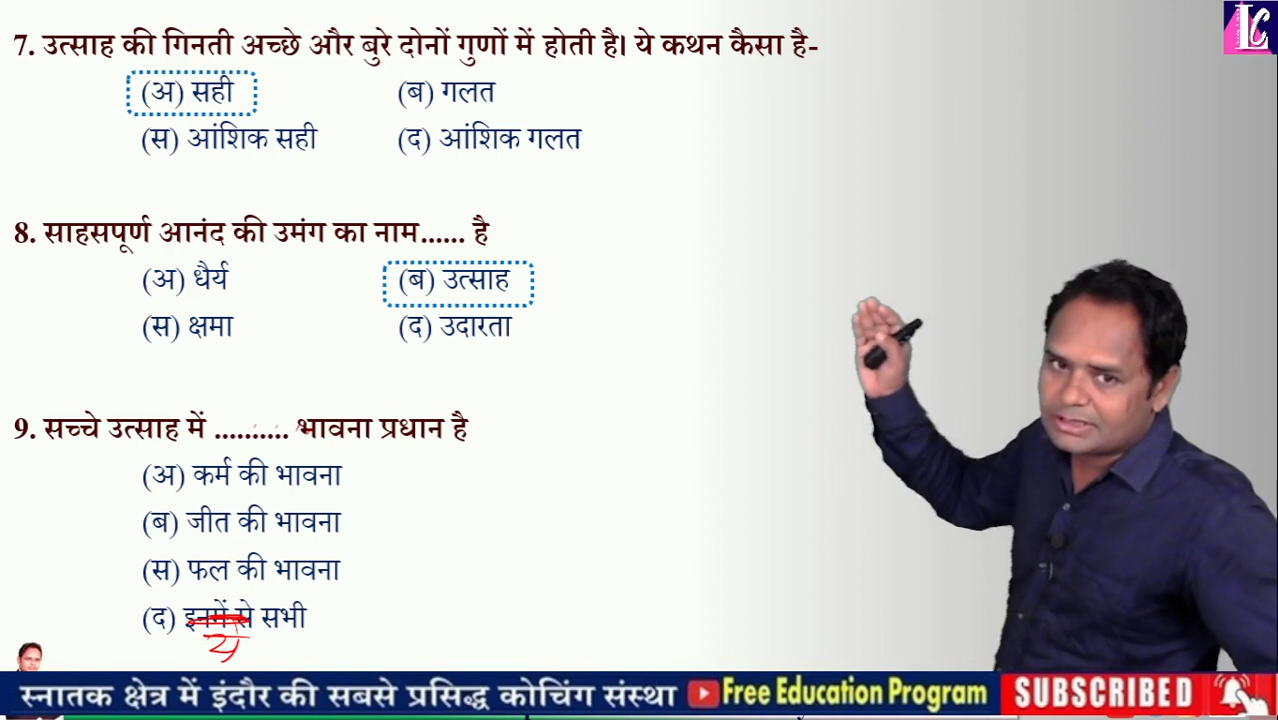 7. उत्साह की गिनती अच्छे और बुरे दोनों गुणों में होती है। ये कथन कैसा है-
(अ) सही (ब) गलत
(स) आंशिक सही (द) आंशिक गलत
8. साहसपूर्ण आनंद की उमंग का नाम...... है
(अ) धैर्य (ब) उत्साह
(स) क्षमा (द) उदारता
9. सच्चे उत्साह में .......... भावना प्रधान है
(अ) कर्म की भावना
(ब) जीत की भावना
(स) फल की भावना
(द) इनमें से सभी
ये
स्नातक क्षेत्र में इंदौर की सबसे प्रसिद्ध कोचिंग संस्था Free Education Program SUBSCRIBED
LC